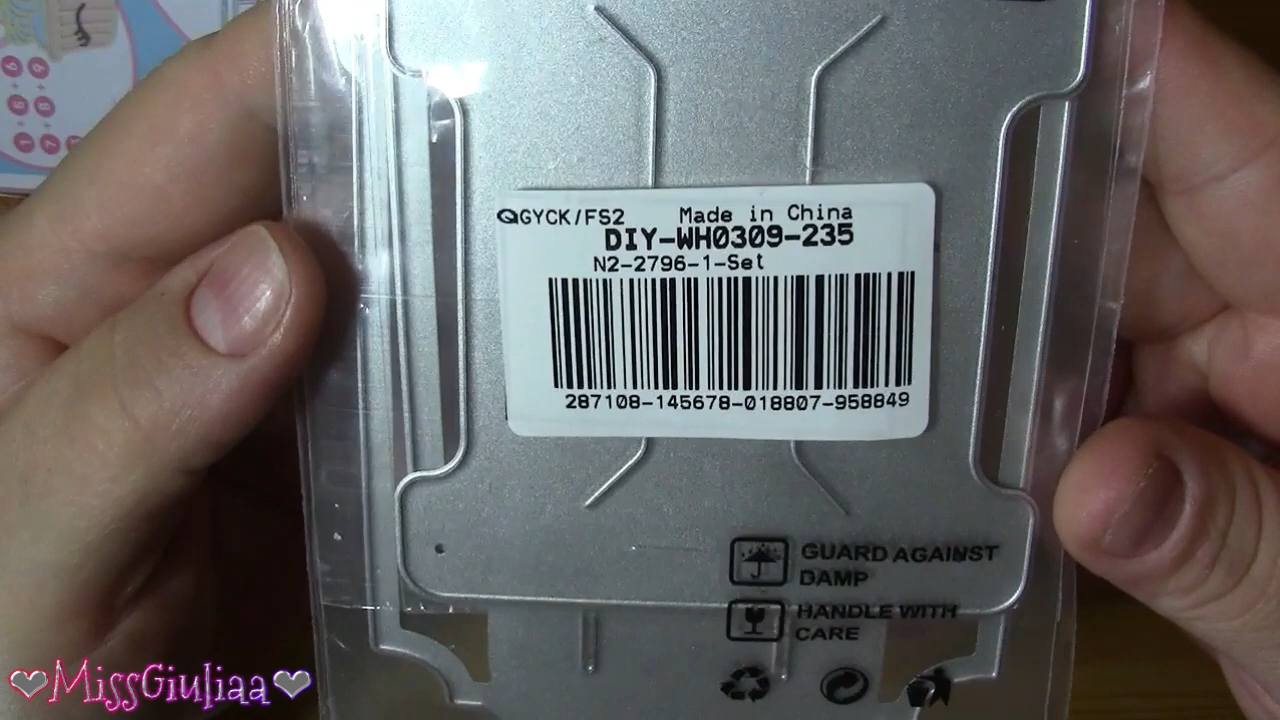 QGYCK/FS2 Made in China
DIY-WH0309-235
N2-2796-1-Set
287108-145678-018807-958849
GUARD AGAINST
DAMP
HANDLE WITH
CARE
❤MissGiuliaa❤